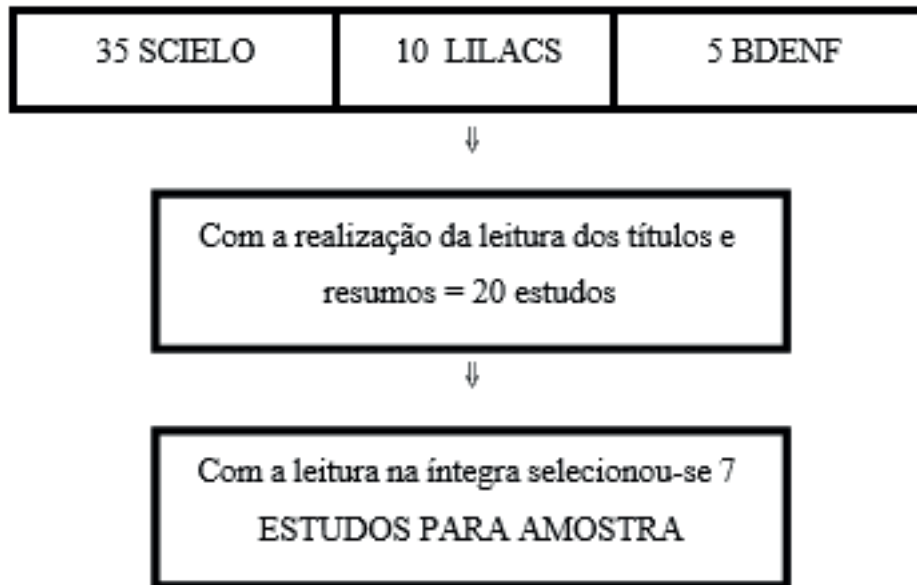 35 SCIELO 10 LILACS 5 BDENF
⇓
Com a realização da leitura dos títulos e
resumos = 20 estudos
⇓
Com a leitura na íntegra selecionou-se 7
ESTUDOS PARA AMOSTRA